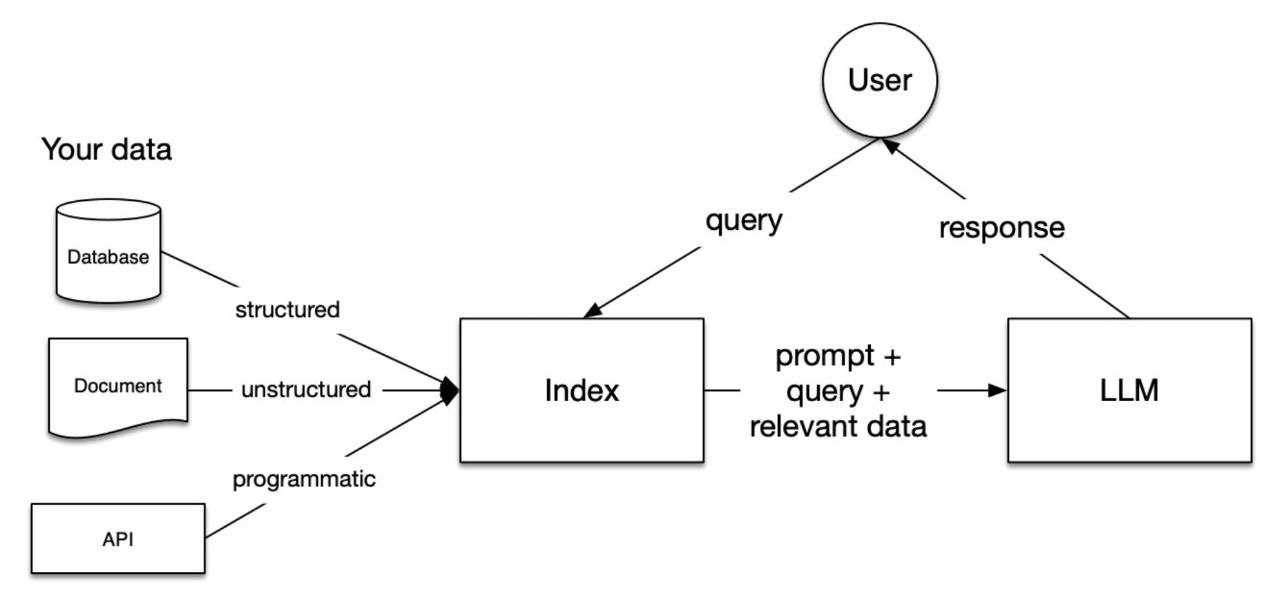 User
Your data
Database
query
response
structured
Document
unstructured
Index
prompt +
query +
relevant data
LLM
programmatic
API